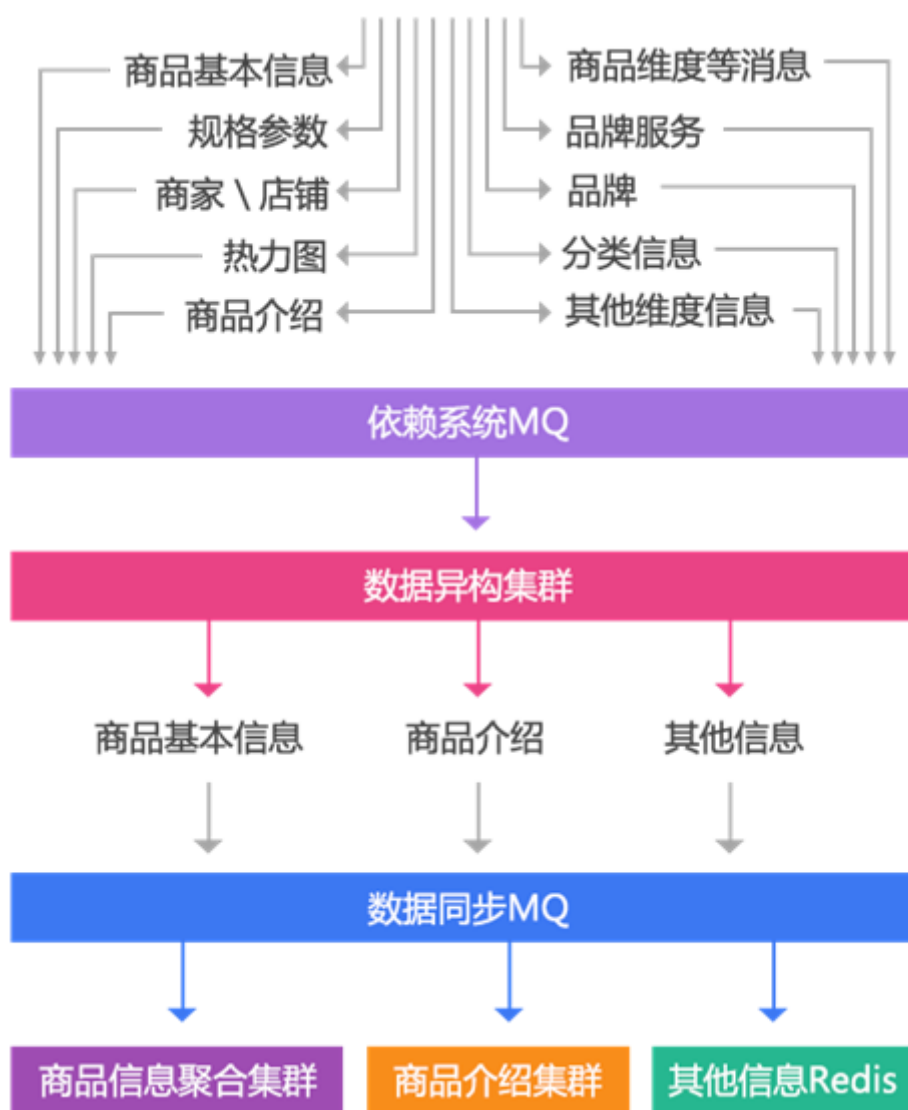 商品基本信息
商品维度等消息
规格参数
品牌服务
商家 \ 店铺
品牌
热力图
分类信息
商品介绍
其他维度信息
依赖系统MQ
数据异构集群
商品基本信息
商品介绍
其他信息
数据同步MQ
商品信息聚合集群
商品介绍集群
其他信息Redis